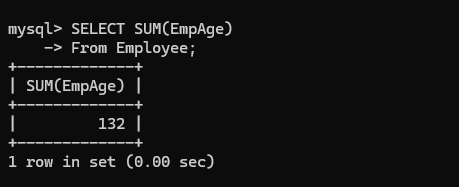 mysql> SELECT SUM(EmpAge)
    -> From Employee;
+-------------+
| SUM(EmpAge) |
+-------------+
|         132 |
+-------------+
1 row in set (0.00 sec)